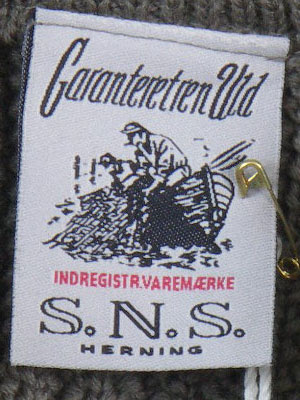 Garanteret ren Uld
INDREGISTR.VAREMÆRKE
S.N.S.
HERNING